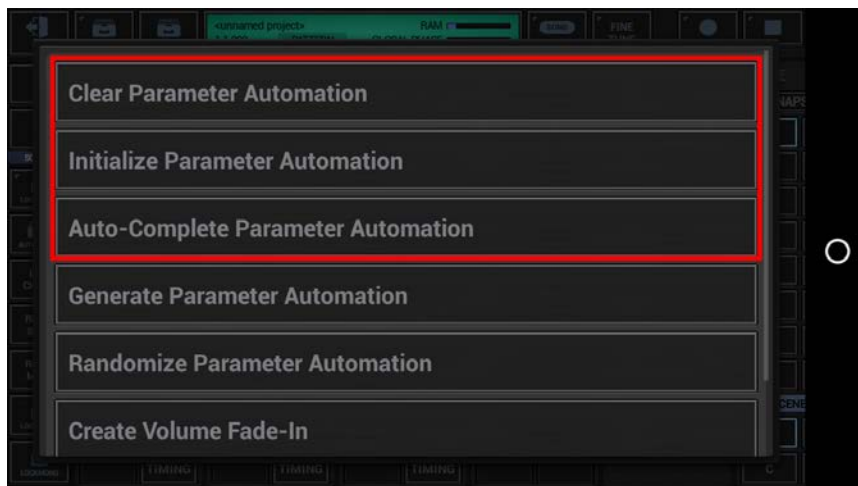 <unnamed project>
RAM
FINE
Clear Parameter Automation
Initialize Parameter Automation
Auto-Complete Parameter Automation
Generate Parameter Automation
Randomize Parameter Automation
Create Volume Fade-In
TIMING
TIMING
TIMING
C